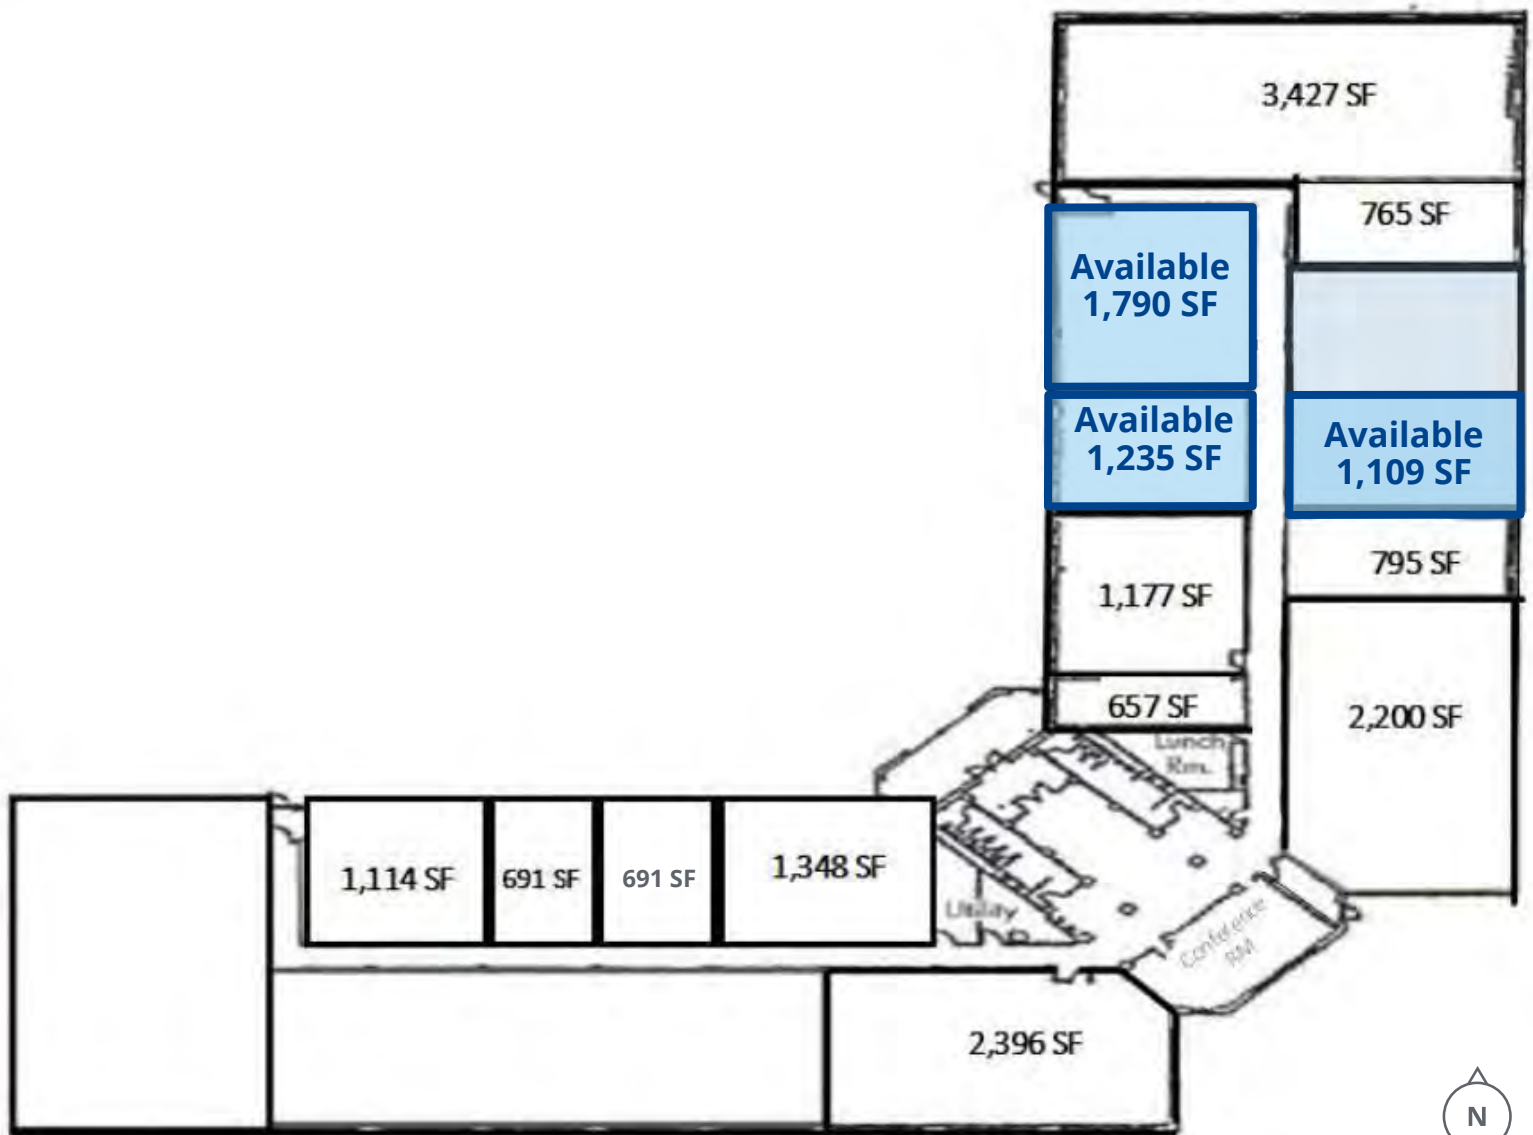 3,427 SF
765 SF
Available
1,790 SF
Available
1,235 SF
Available
1,109 SF
795 SF
1,177 SF
657 SF
2,200 SF
Lunch
Rm.
1,114 SF
691 SF
691 SF
1,348 SF
Utility
Conference
RM
2,396 SF
N